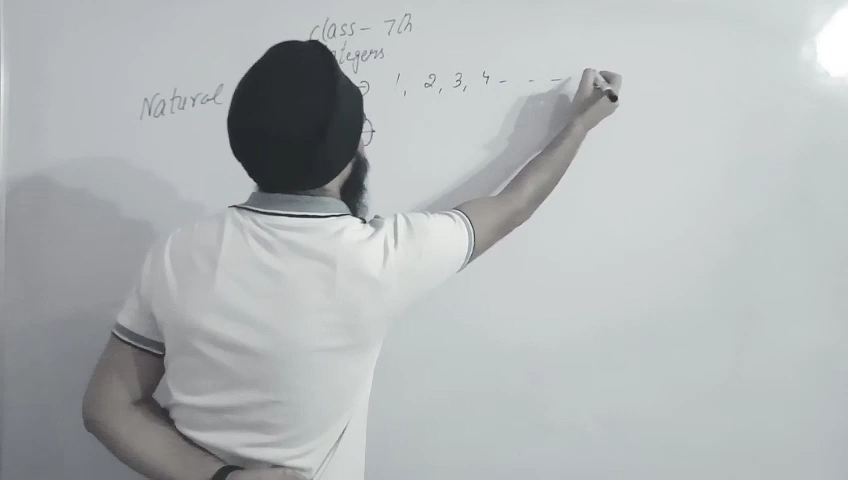 class - 7th
Integers
Natural → 1, 2, 3, 4 - - -